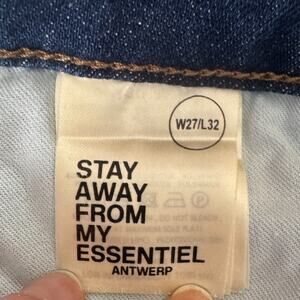 W27/L32
STAY
AWAY
FROM
MY
ESSENTIEL
ANTWERP